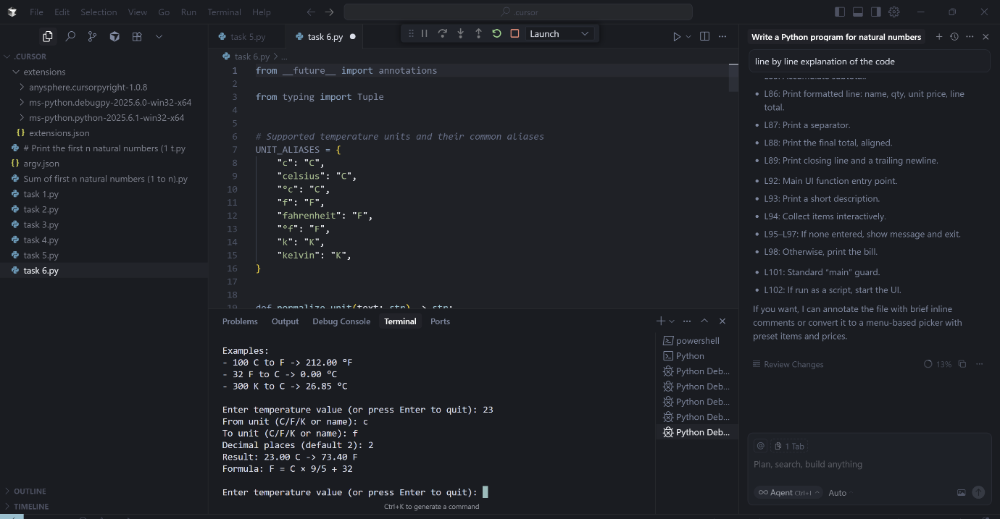 File Edit Selection View Go Run Terminal Help
.cursor
.CURSOR
extensions
anysphere.cursorpyright-1.0.8
ms-python.debugpy-2025.6.0-win32-x64
ms-python.python-2025.6.1-win32-x64
extensions.json
# Print the first n natural numbers (1 t.py
argv.json
Sum of first n natural numbers (1 to n).py
task 1.py
task 2.py
task 3.py
task 4.py
task 5.py
task 6.py
OUTLINE
TIMELINE
task 5.py
task 6.py
Launch
task 6.py > ...
1 from __future__ import annotations
2
3 from typing import Tuple
4
5
6 # Supported temperature units and their common aliases
7 UNIT_ALIASES = {
8 "c": "C",
9 "celsius": "C",
10 "°c": "C",
11 "f": "F",
12 "fahrenheit": "F",
13 "°f": "F",
14 "k": "K",
15 "kelvin": "K",
16 }
17
18
19 def normalize_unit(text: str) -> str:
Problems Output Debug Console Terminal Ports
Examples:
- 100 C to F -> 212.00 °F
- 32 F to C -> 0.00 °C
- 300 K to C -> 26.85 °C
Enter temperature value (or press Enter to quit): 23
From unit (C/F/K or name): c
To unit (C/F/K or name): f
Decimal places (default 2): 2
Result: 23.00 C -> 73.40 F
Formula: F = C × 9/5 + 32
Enter temperature value (or press Enter to quit):
Ctrl+K to generate a command
powershell
Python
Python Deb...
Python Deb...
Python Deb...
Python Deb...
Python Deb...
Write a Python program for natural numbers
line by line explanation of the code
• L86: Print formatted line: name, qty, unit price, line
total.
• L87: Print a separator.
• L88: Print the final total, aligned.
• L89: Print closing line and a trailing newline.
• L92: Main UI function entry point.
• L93: Print a short description.
• L94: Collect items interactively.
• L95–L97: If none entered, show message and exit.
• L98: Otherwise, print the bill.
• L101: Standard “main” guard.
• L102: If run as a script, start the UI.
If you want, I can annotate the file with brief inline
comments or convert it to a menu-based picker with
preset items and prices.
Review Changes
13%
@ 1 Tab
Plan, search, build anything
Agent Ctrl+I Auto